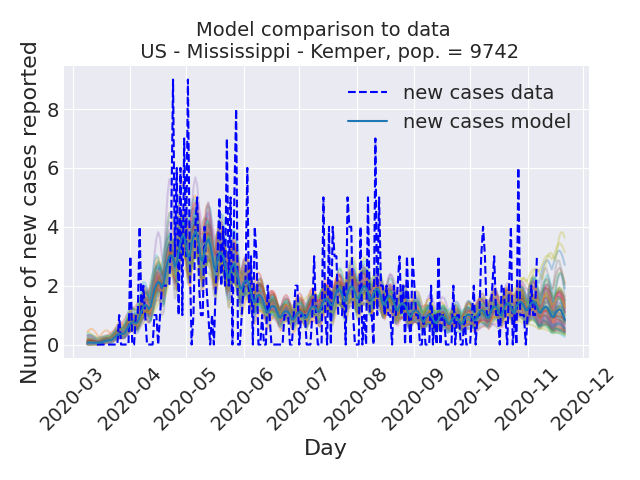 Model comparison to data
US - Mississippi - Kemper, pop. = 9742
new cases data
new cases model
Number of new cases reported
8
6
4
2
0
2020-03
2020-04
2020-05
2020-06
2020-07
2020-08
2020-09
2020-10
2020-11
2020-12
Day